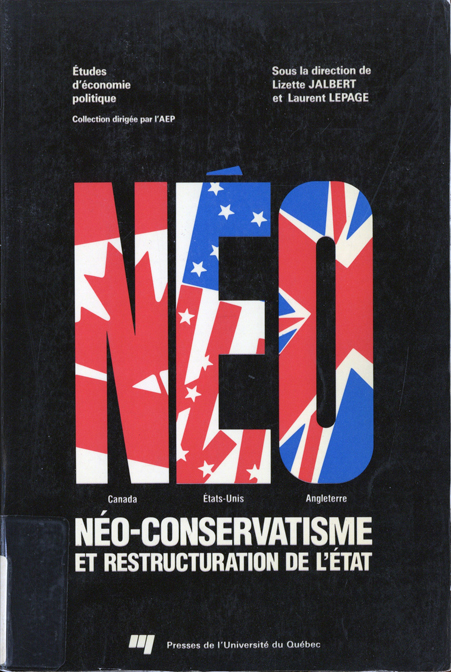 Études
d'économie
politique
Collection dirigée par l'AEP
Sous la direction de
Lizette JALBERT
et Laurent LEPAGE
NÉO
Canada
États-Unis
Angleterre
NÉO-CONSERVATISME
ET RESTRUCTURATION DE L'ÉTAT
Presses de l'Université du Québec